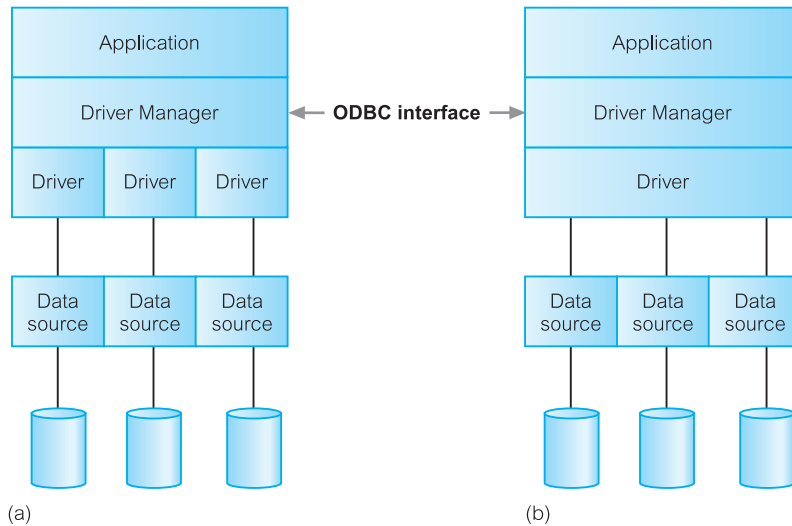 Application
Driver Manager
Driver
Driver
Driver
Data source
Data source
Data source
(a)
ODBC interface
Application
Driver Manager
Driver
Data source
Data source
Data source
(b)